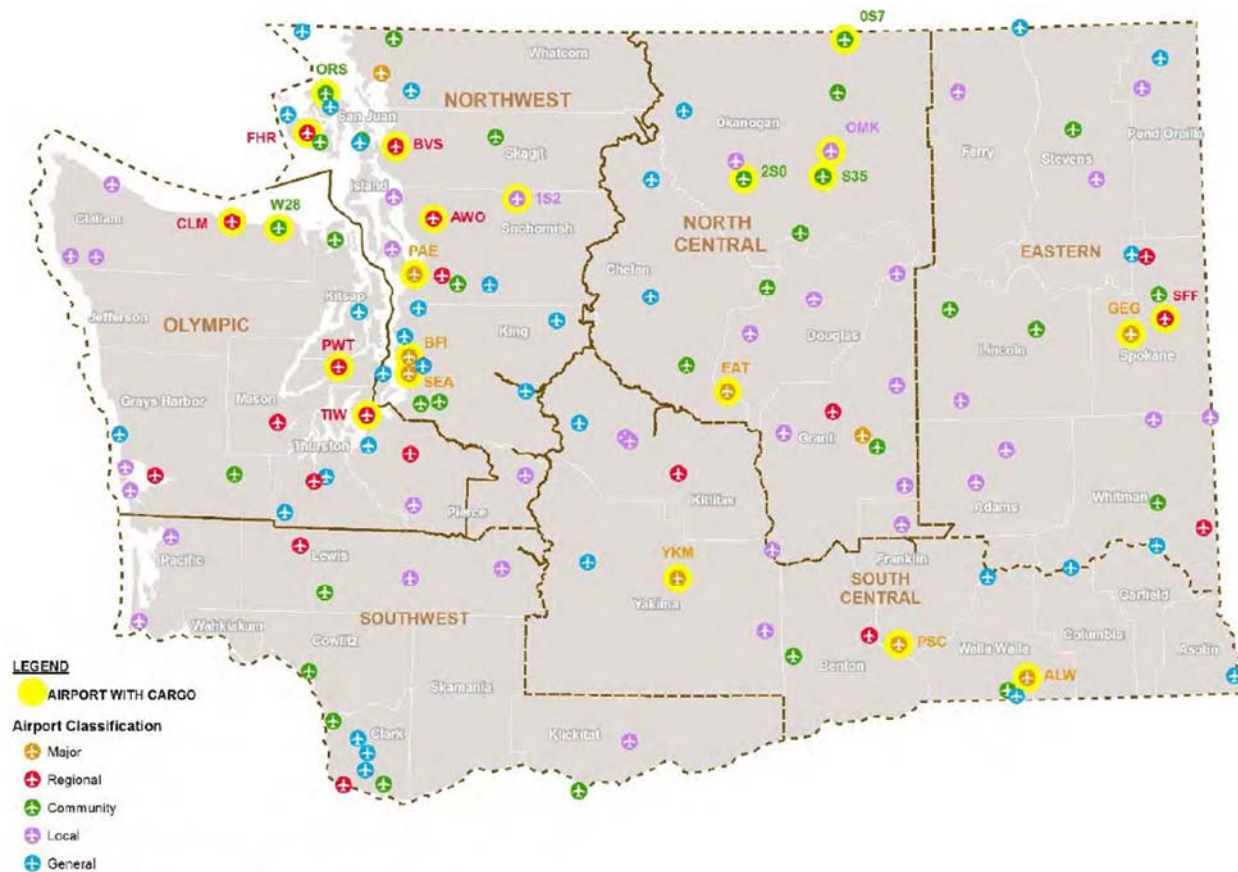 0S7
Whatcom
ORS
NORTHWEST
San Juan
Okanogan
OMK
Pend Oreille
FHR
BVS
Skagit
Ferry
Stevens
2S0
S35
Island
1S2
Clallam
W28
CLM
AWO
Snohomish
NORTH
CENTRAL
EASTERN
PAE
Chelan
Kitsap
SFF
Jefferson
OLYMPIC
King
Douglas
GEG
Lincoln
Spokane
PWT
BFI
EAT
SEA
Grays Harbor
Mason
TIW
Grant
Thurston
Kittitas
Adams
Whitman
Pierce
Pacific
Lewis
Franklin
YKM
SOUTH
CENTRAL
Yakima
Garfield
SOUTHWEST
Wahkiakum
Cowlitz
PSC
Walla Walla
Columbia
Asotin
Benton
LEGEND
ALW
AIRPORT WITH CARGO
Skamania
Airport Classification
Clark
Klickitat
Major
Regional
Community
Local
General